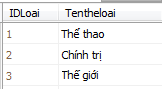 IDLoai Tentheloai
1 Thể thao
2 Chính trị
3 Thế giới